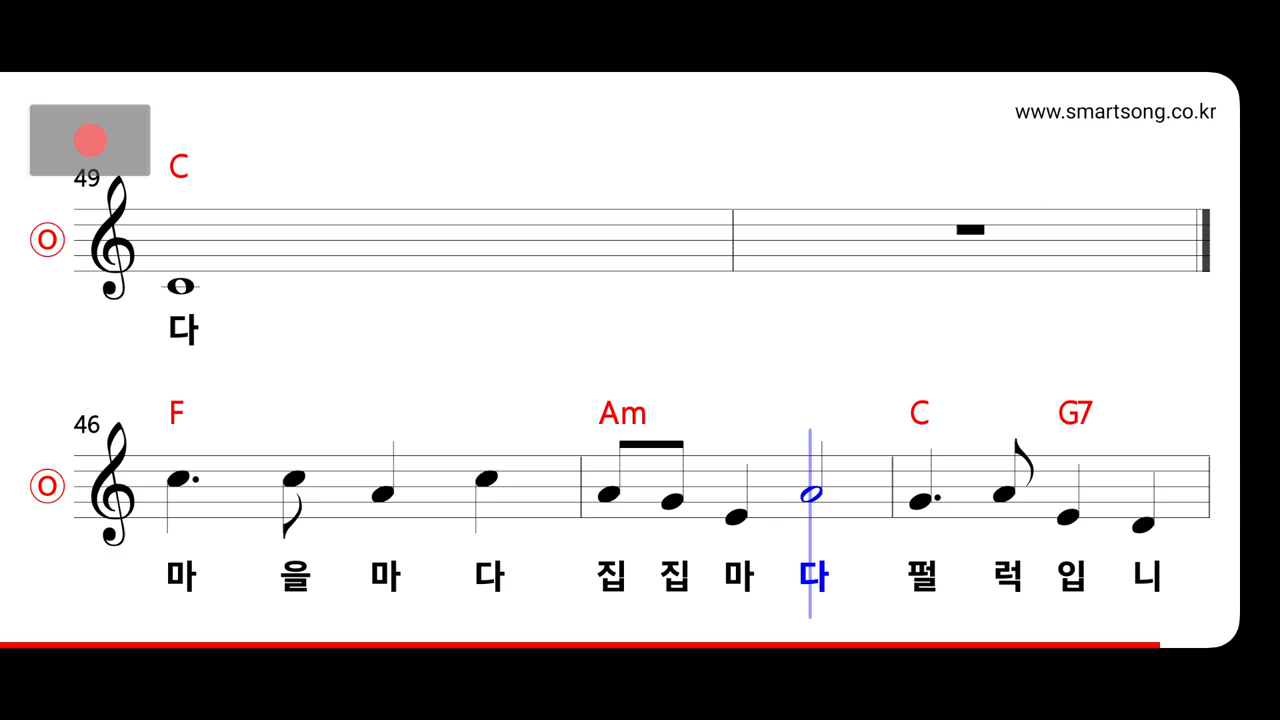 www.smartsong.co.kr
49 C
O
다
46 F Am C G7
O
마 을 마 다 집 집 마 다 펄 럭 입 니